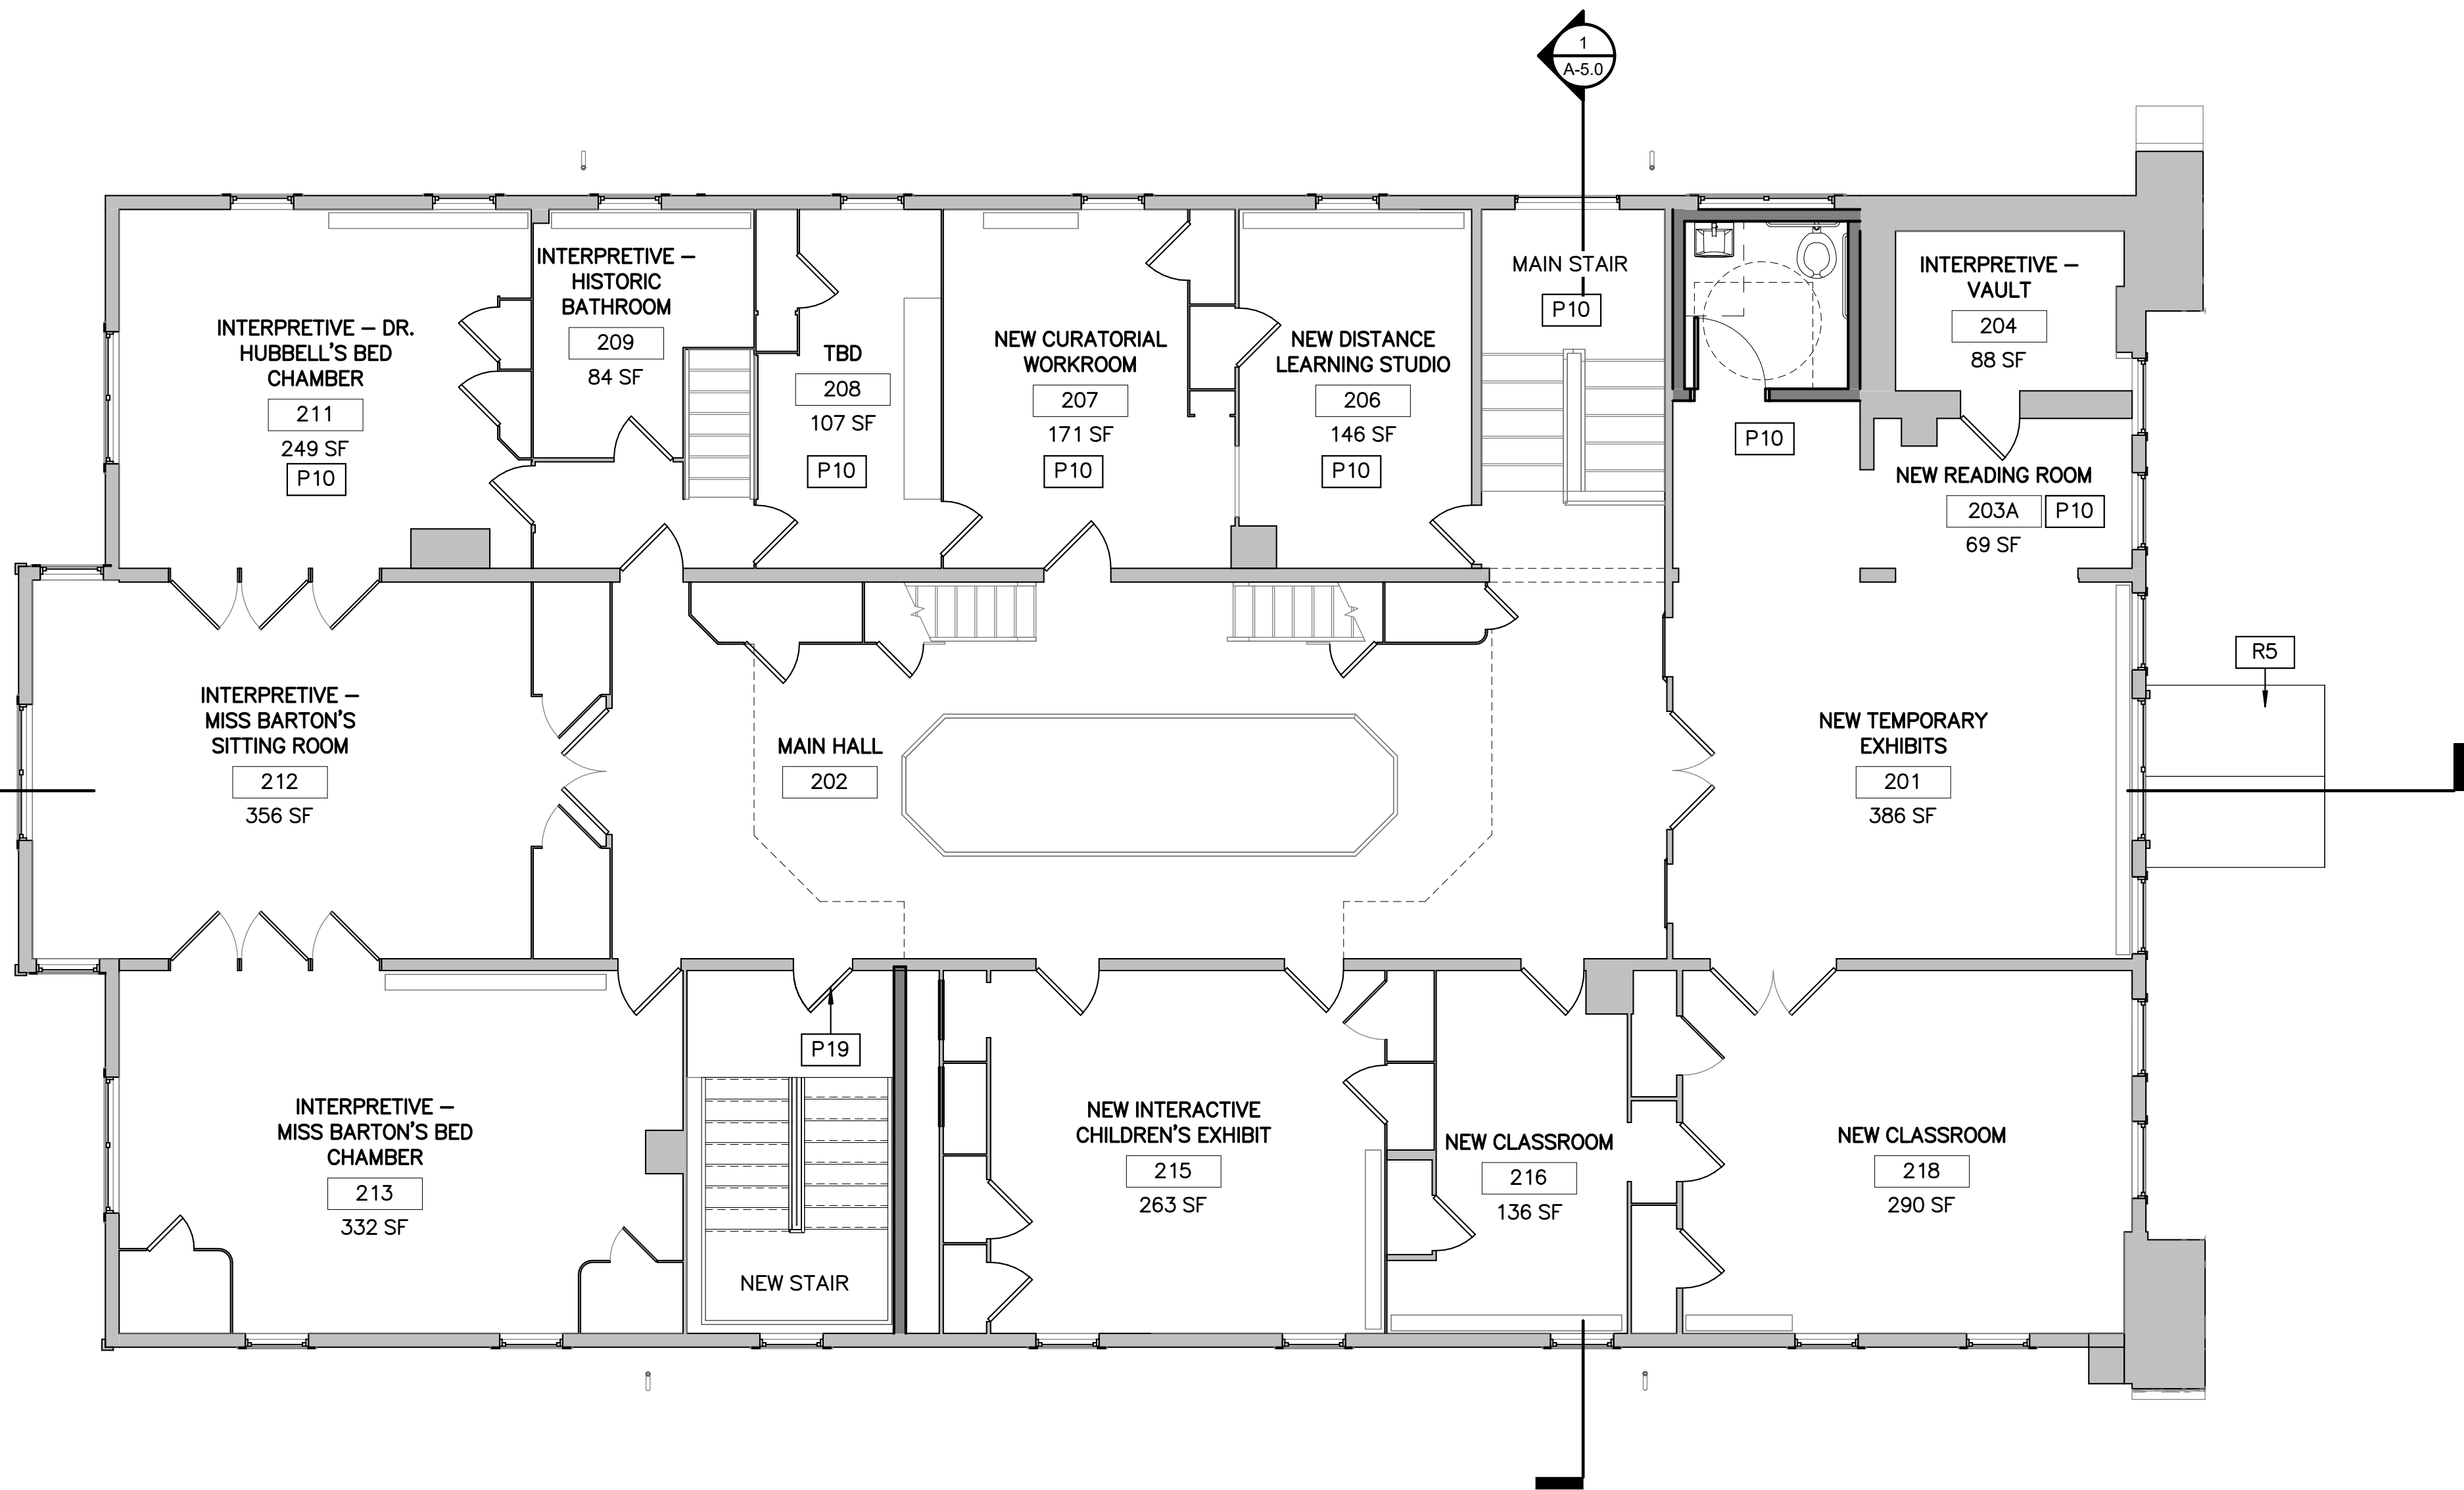 1
A-5.0
INTERPRETIVE – DR.
HUBBELL'S BED
CHAMBER
211
249 SF
P10
INTERPRETIVE –
HISTORIC
BATHROOM
209
84 SF
TBD
208
107 SF
P10
NEW CURATORIAL
WORKROOM
207
171 SF
P10
NEW DISTANCE
LEARNING STUDIO
206
146 SF
P10
MAIN STAIR
P10
P10
INTERPRETIVE –
VAULT
204
88 SF
NEW READING ROOM
203A P10
69 SF
R5
INTERPRETIVE –
MISS BARTON'S
SITTING ROOM
212
356 SF
MAIN HALL
202
NEW TEMPORARY
EXHIBITS
201
386 SF
INTERPRETIVE –
MISS BARTON'S BED
CHAMBER
213
332 SF
P19
NEW STAIR
NEW INTERACTIVE
CHILDREN'S EXHIBIT
215
263 SF
NEW CLASSROOM
216
136 SF
NEW CLASSROOM
218
290 SF